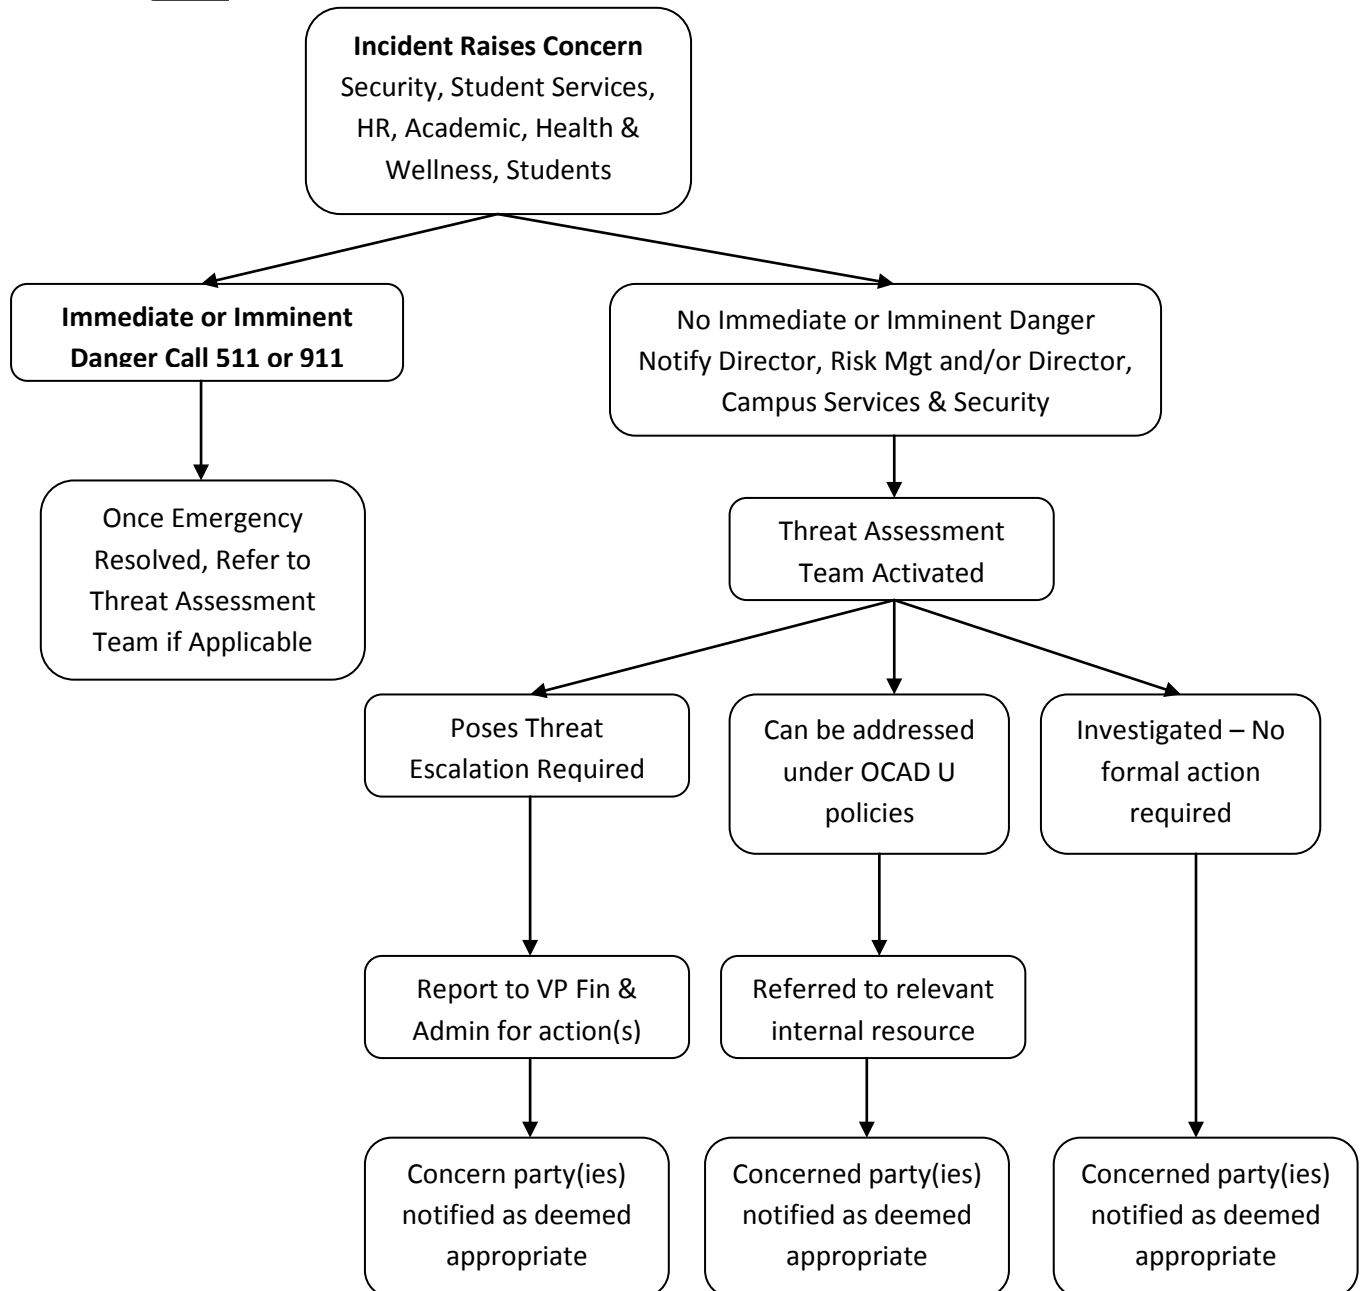 Incident Raises Concern
Security, Student Services,
HR, Academic, Health &
Wellness, Students
Immediate or Imminent
Danger Call 511 or 911
No Immediate or Imminent Danger
Notify Director, Risk Mgt and/or Director,
Campus Services & Security
Once Emergency
Resolved, Refer to
Threat Assessment
Team if Applicable
Threat Assessment
Team Activated
Poses Threat
Escalation Required
Can be addressed
under OCAD U
policies
Investigated – No
formal action
required
Report to VP Fin &
Admin for action(s)
Referred to relevant
internal resource
Concern party(ies)
notified as deemed
appropriate
Concerned party(ies)
notified as deemed
appropriate
Concerned party(ies)
notified as deemed
appropriate